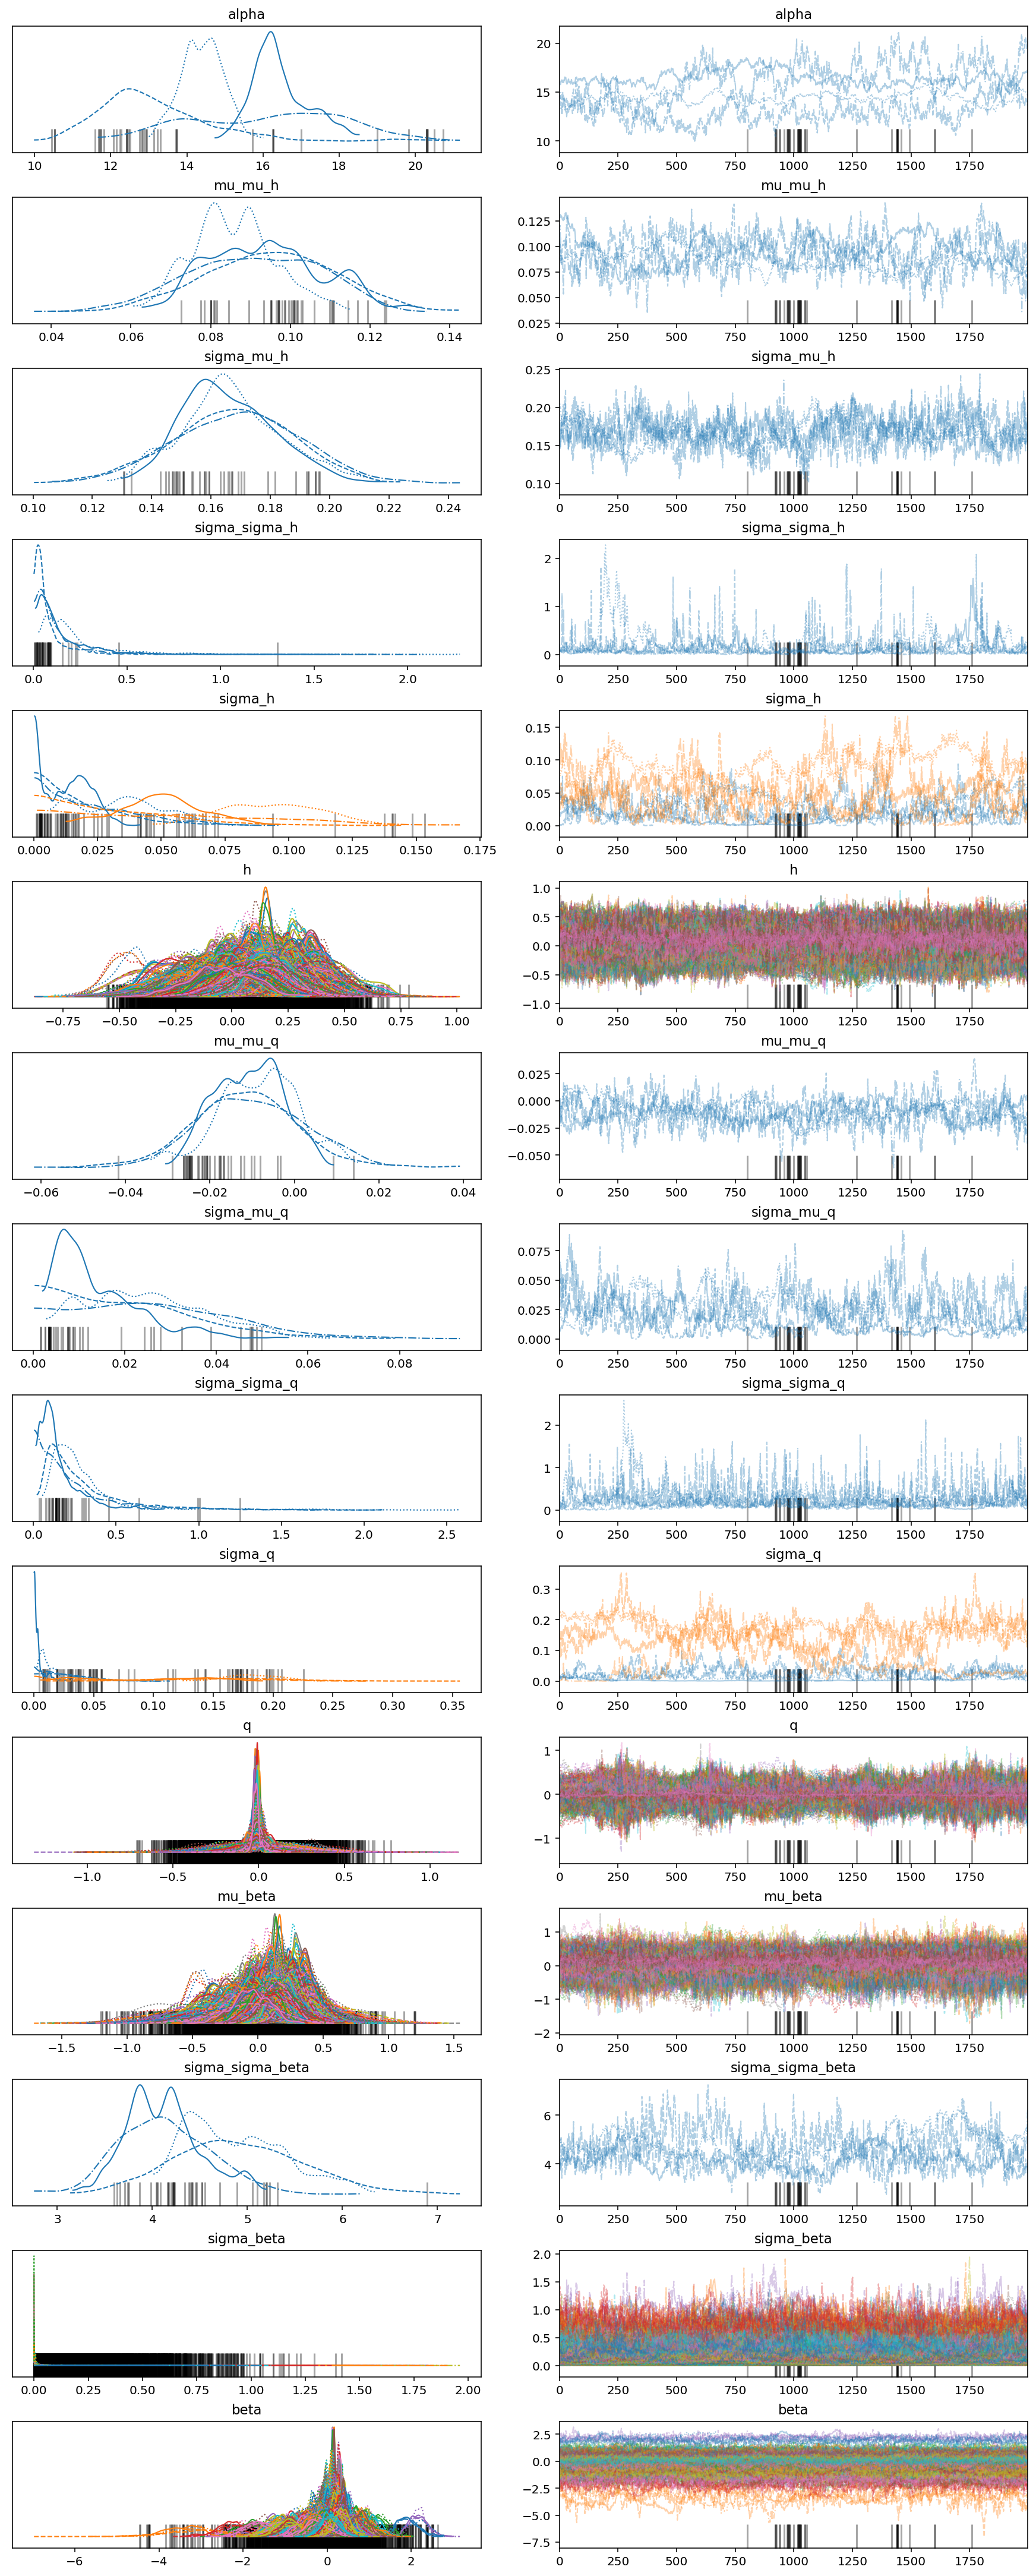 alpha alpha
20
15
10
10 12 14 16 18 20 0 250 500 750 1000 1250 1500 1750
mu_mu_h mu_mu_h
0.125
0.100
0.075
0.050
0.025
0.04 0.06 0.08 0.10 0.12 0.14 0 250 500 750 1000 1250 1500 1750
sigma_mu_h sigma_mu_h
0.25
0.20
0.15
0.10
0.10 0.12 0.14 0.16 0.18 0.20 0.22 0.24 0 250 500 750 1000 1250 1500 1750
sigma_sigma_h sigma_sigma_h
2
1
0
0.0 0.5 1.0 1.5 2.0 0 250 500 750 1000 1250 1500 1750
sigma_h sigma_h
0.15
0.10
0.05
0.00
0.000 0.025 0.050 0.075 0.100 0.125 0.150 0.175 0 250 500 750 1000 1250 1500 1750
h h
1.0
0.5
0.0
−0.5
−1.0
−0.75 −0.50 −0.25 0.00 0.25 0.50 0.75 1.00 0 250 500 750 1000 1250 1500 1750
mu_mu_q mu_mu_q
0.025
0.000
−0.025
−0.050
−0.06 −0.04 −0.02 0.00 0.02 0.04 0 250 500 750 1000 1250 1500 1750
sigma_mu_q sigma_mu_q
0.075
0.050
0.025
0.000
0.00 0.02 0.04 0.06 0.08 0 250 500 750 1000 1250 1500 1750
sigma_sigma_q sigma_sigma_q
2
1
0
0.0 0.5 1.0 1.5 2.0 2.5 0 250 500 750 1000 1250 1500 1750
sigma_q sigma_q
0.3
0.2
0.1
0.0
0.00 0.05 0.10 0.15 0.20 0.25 0.30 0.35 0 250 500 750 1000 1250 1500 1750
q q
1
0
−1
−1.0 −0.5 0.0 0.5 1.0 0 250 500 750 1000 1250 1500 1750
mu_beta mu_beta
1
0
−1
−2
−1.5 −1.0 −0.5 0.0 0.5 1.0 1.5 0 250 500 750 1000 1250 1500 1750
sigma_sigma_beta sigma_sigma_beta
6
4
3 4 5 6 7 0 250 500 750 1000 1250 1500 1750
sigma_beta sigma_beta
2.0
1.5
1.0
0.5
0.0
0.00 0.25 0.50 0.75 1.00 1.25 1.50 1.75 2.00 0 250 500 750 1000 1250 1500 1750
beta beta
2.5
0.0
−2.5
−5.0
−7.5
−6 −4 −2 0 2 0 250 500 750 1000 1250 1500 1750